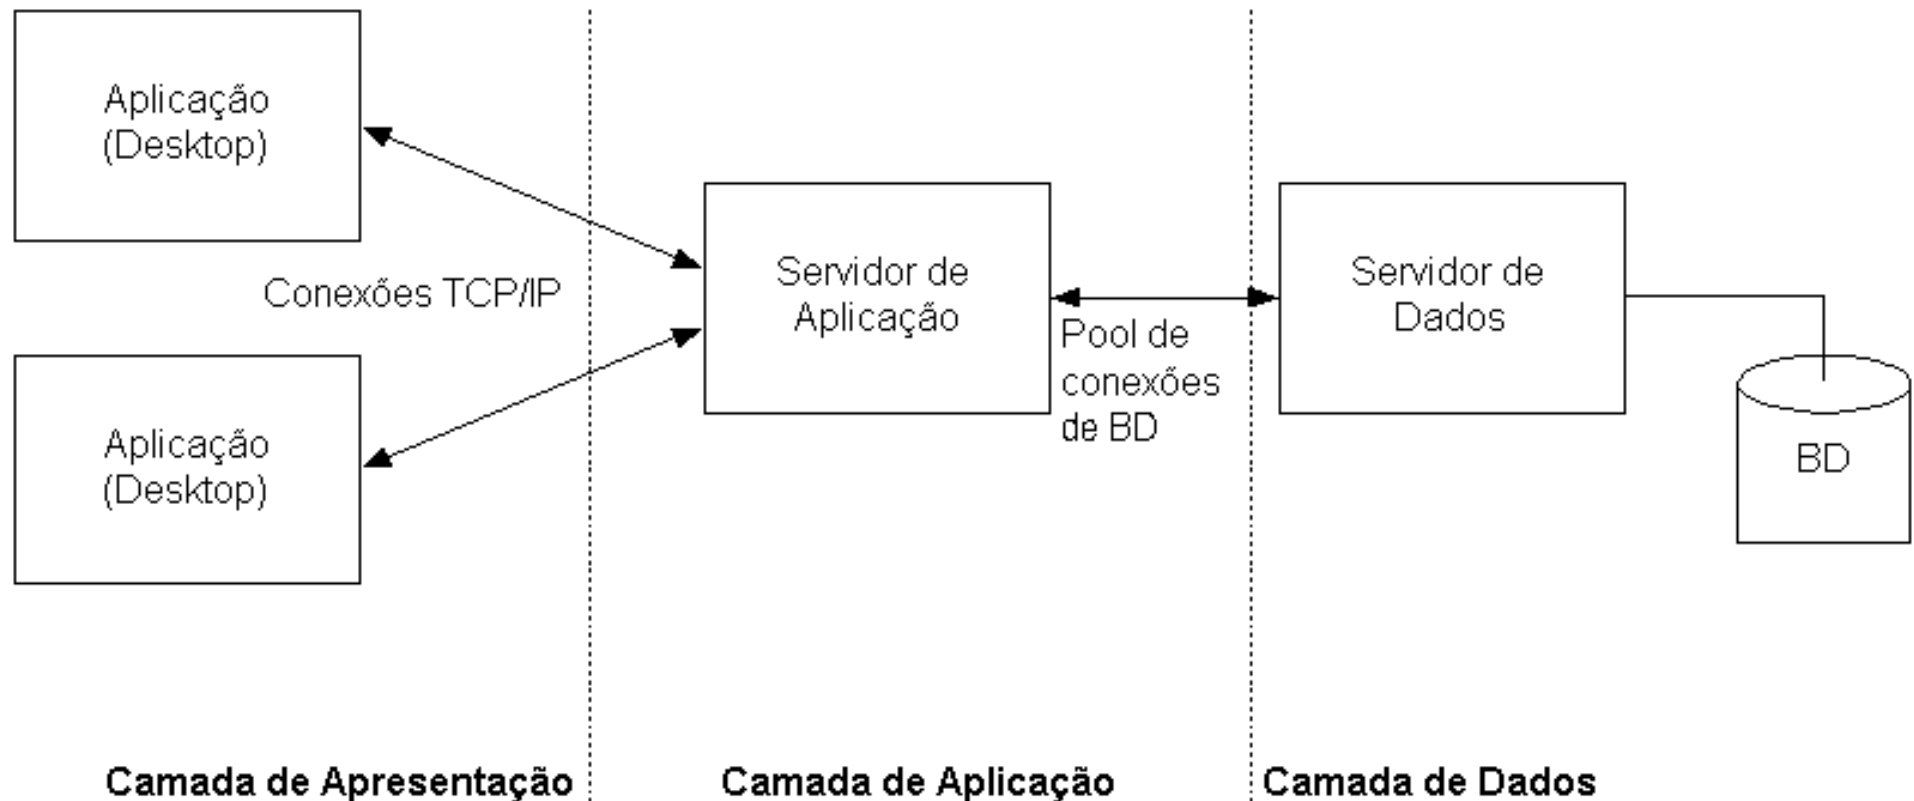 Aplicação
(Desktop)
Conexões TCP/IP
Aplicação
(Desktop)
Servidor de
Aplicação
Pool de
conexões
de BD
Servidor de
Dados
BD
Camada de Apresentação
Camada de Aplicação
Camada de Dados